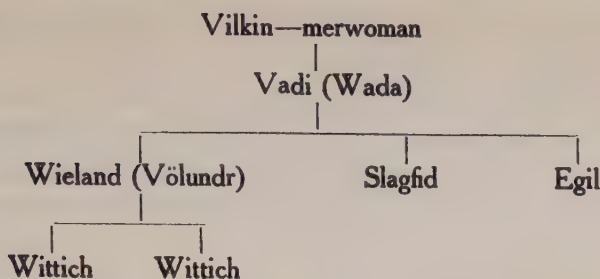 Vilkin—merwoman
Vadi (Wada)
Wieland (Völundr) Slagfid Egil
Wittich Wittich